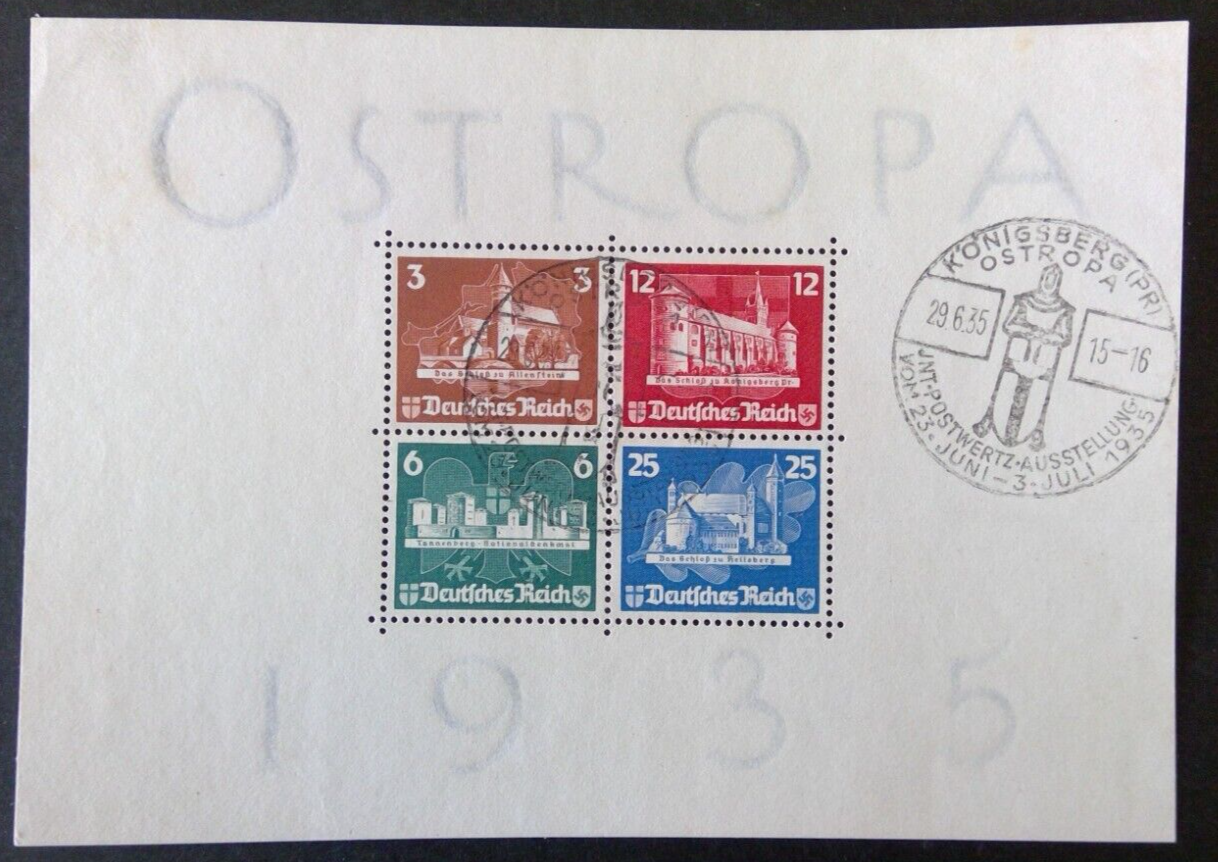 OSTROPA
3 3
Das Schloß zu Allenstein
Deutsches Reich
12 12
Das Schloß zu Königsberg Pr.
Deutsches Reich
6 6
Tannenberg-Nationaldenkmal
Deutsches Reich
25 25
Das Schloß zu Heilsberg
Deutsches Reich
KÖNIGSBERG (PR)
OSTROPA
29.6.35
15-16
JNT. POSTWERTZ. AUSSTELLUNG.
VOM 23. JUNI - 3. JULI 1935
1935